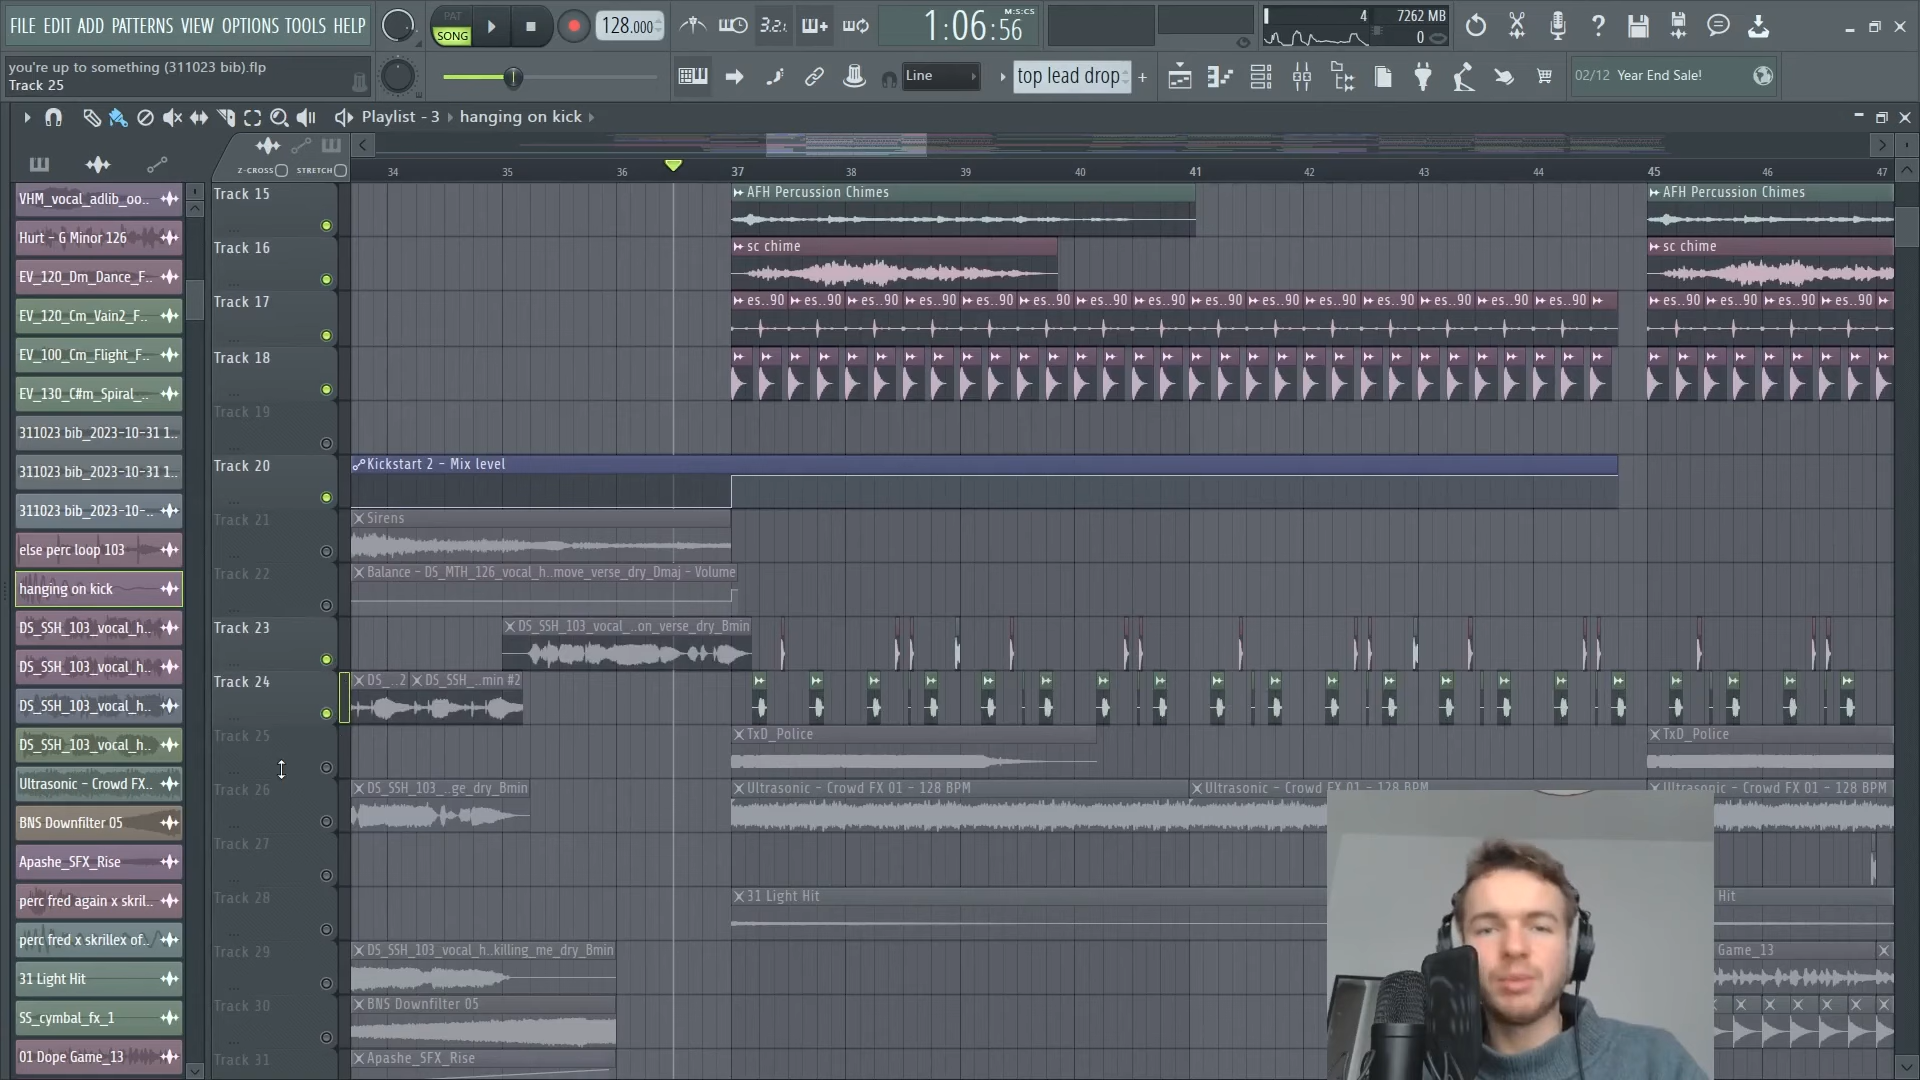 FILE EDIT ADD PATTERNS VIEW OPTIONS TOOLS HELP
PAT
SONG
128.000
3.2.
1:06:56
M:S:CS
4
7262 MB
0
you're up to something (311023 bib).flp
Track 25
Line
top lead drop
02/12 Year End Sale!
Playlist - 3 › hanging on kick
Z-CROSS
STRETCH
34 35 36 37 38 39 40 41 42 43 44 45 46 47
VHM_vocal_adlib_oo..
Hurt - G Minor 126
EV_120_Dm_Dance_F..
EV_120_Cm_Vain2_F..
EV_100_Cm_Flight_F..
EV_130_C#m_Spiral_..
311023 bib_2023-10-31 1..
311023 bib_2023-10-31 1..
311023 bib_2023-10-..
else perc loop 103
hanging on kick
DS_SSH_103_vocal_h..
DS_SSH_103_vocal_h..
DS_SSH_103_vocal_h..
DS_SSH_103_vocal_h..
Ultrasonic - Crowd FX..
BNS Downfilter 05
Apashe_SFX_Rise
perc fred again x skril..
perc fred x skrillex of..
31 Light Hit
SS_cymbal_fx_1
01 Dope Game_13
Track 15
AFH Percussion Chimes
AFH Percussion Chimes
Track 16
sc chime
sc chime
Track 17
es..90 es..90 es..90 es..90 es..90 es..90 es..90 es..90 es..90 es..90 es..90 es..90 es..90 es..90 es..90
es..90 es..90 es..90 es..90
Track 18
Track 19
Track 20
Kickstart 2 - Mix level
Track 21
Sirens
Track 22
Balance - DS_MTH_126_vocal_h..move_verse_dry_Dmaj - Volume
Track 23
DS_SSH_103_vocal_..on_verse_dry_Bmin
Track 24
DS_..2
DS_SSH_..min #2
Track 25
TxD_Police
TxD_Police
Track 26
DS_SSH_103_..ge_dry_Bmin
Ultrasonic - Crowd FX 01 - 128 BPM
Ultrasonic - Crowd FX 01 - 128 BPM
Ultrasonic - Crowd FX 01 - 128 BPM
Track 27
Track 28
31 Light Hit
Hit
Track 29
DS_SSH_103_vocal_h..killing_me_dry_Bmin
Game_13
Track 30
BNS Downfilter 05
Track 31
Apashe_SFX_Rise